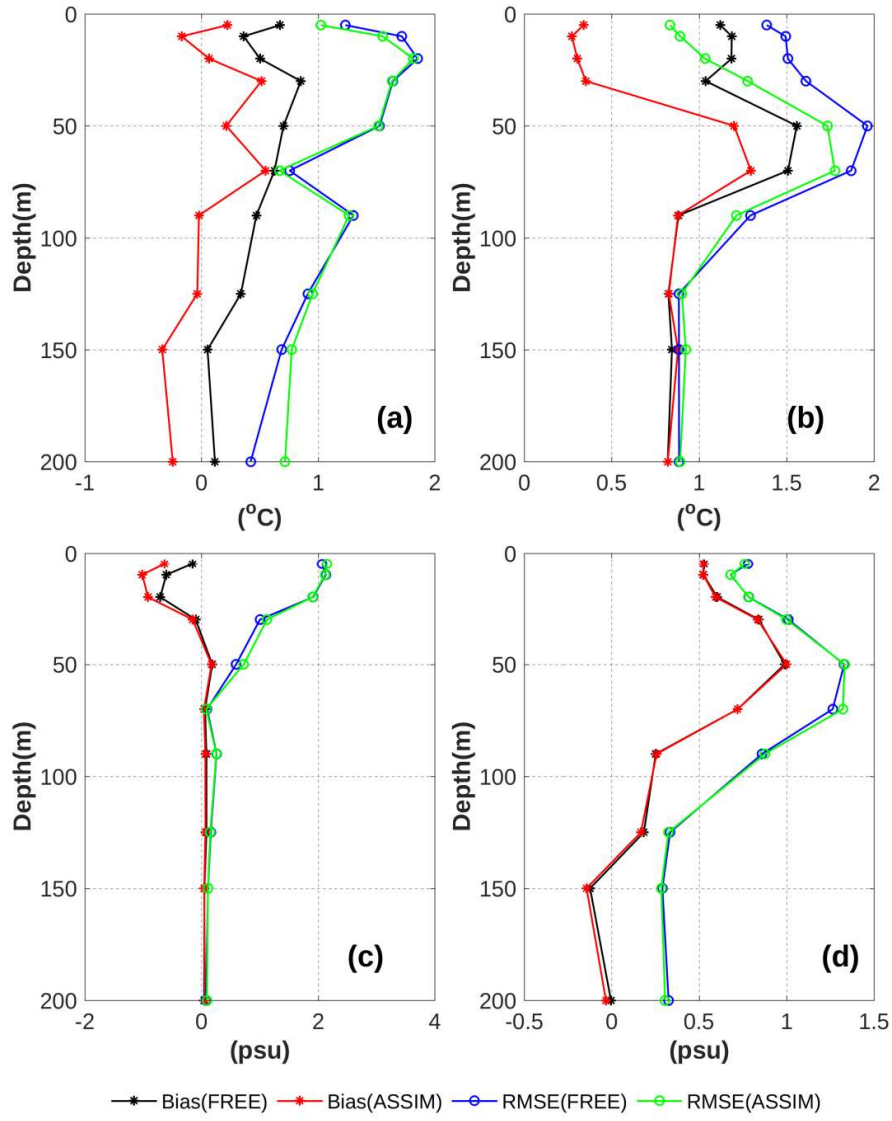 0
50
100
150
200
Depth(m)
-1
0
1
2
(°C)
(a)
0
50
100
150
200
Depth(m)
0
0.5
1
1.5
2
(°C)
(b)
0
50
100
150
200
Depth(m)
-2
0
2
4
(psu)
(c)
0
50
100
150
200
Depth(m)
-0.5
0
0.5
1
1.5
(psu)
(d)
Bias(FREE) Bias(ASSIM) RMSE(FREE) RMSE(ASSIM)